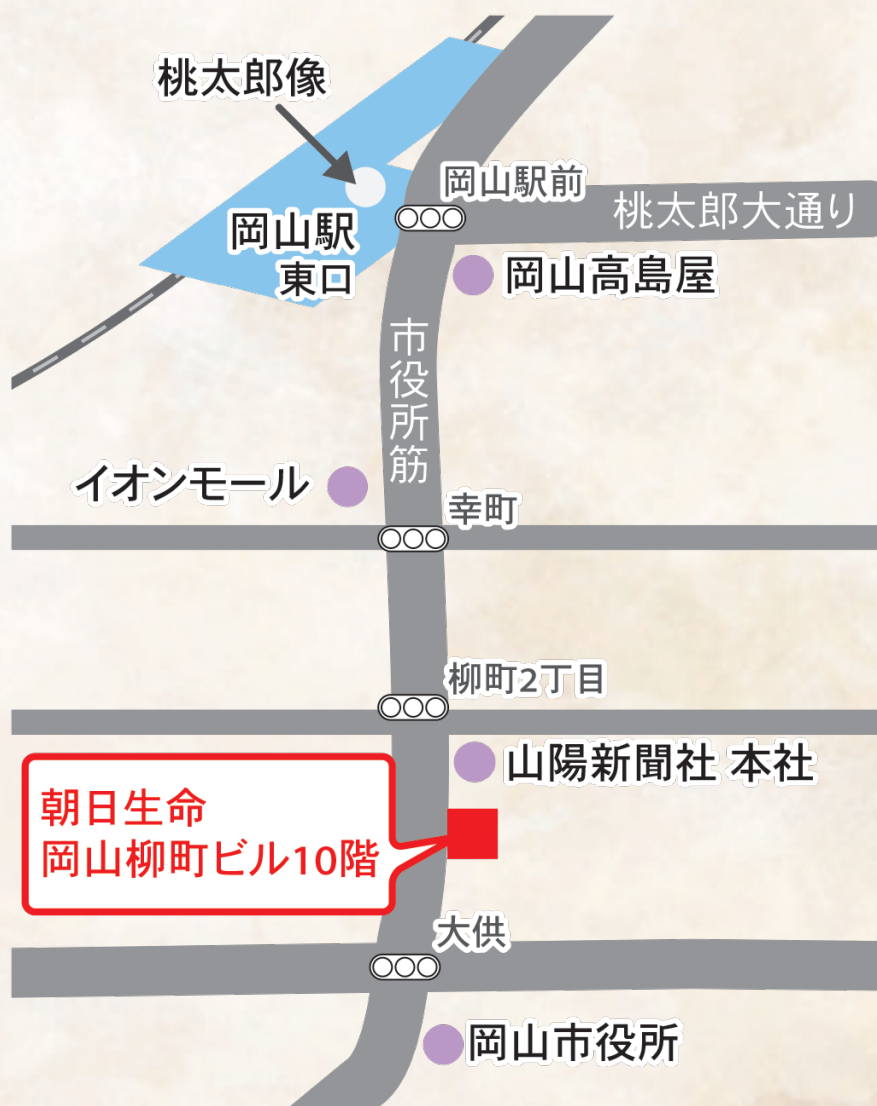 桃太郎像
岡山駅前
桃太郎大通り
岡山駅
東口
岡山高島屋
市役所筋
イオンモール
幸町
柳町2丁目
山陽新聞社 本社
朝日生命
岡山柳町ビル10階
大供
岡山市役所